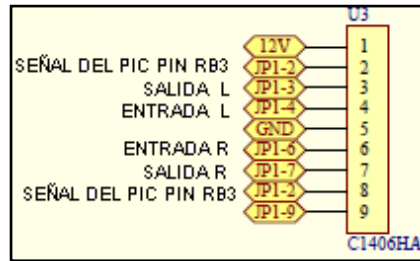 U3
12V 1
SEÑAL DEL PIC PIN RB3 JP1-2 2
SALIDA L JP1-3 3
ENTRADA L JP1-4 4
GND 5
ENTRADA R JP1-6 6
SALIDA R JP1-7 7
SEÑAL DEL PIC PIN RB3 JP1-2 8
JP1-9 9
C1406HA